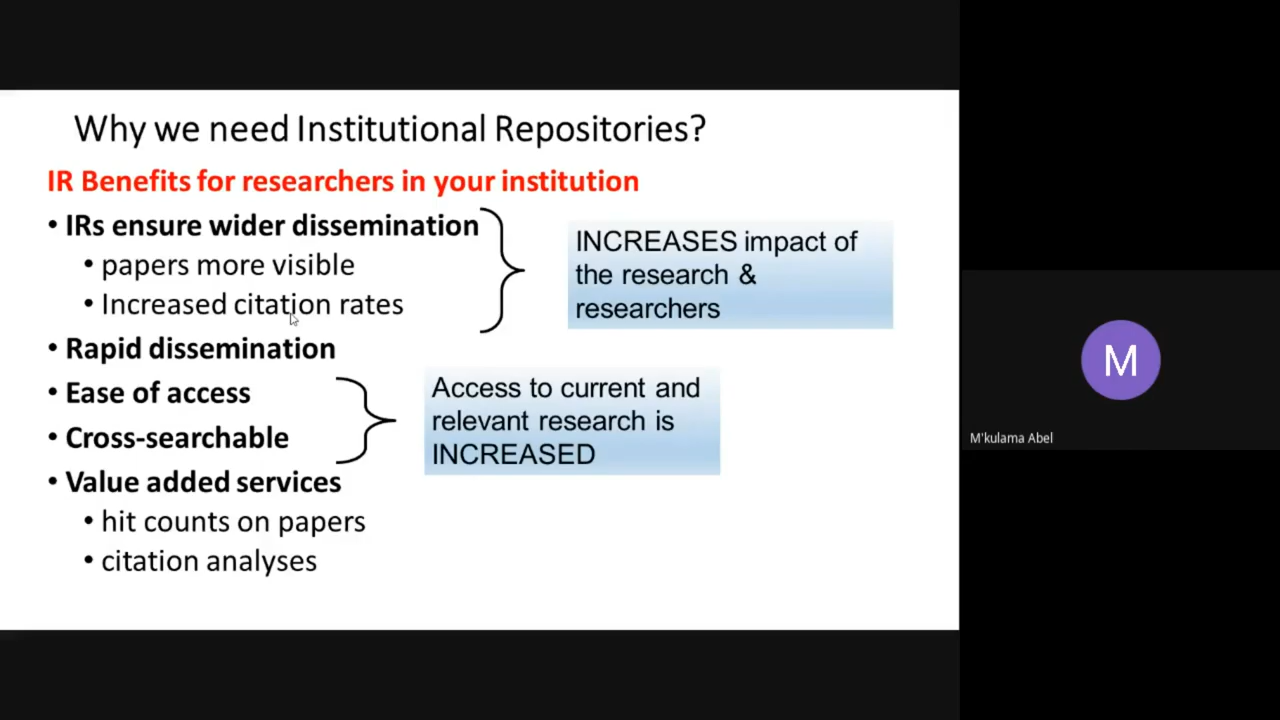 Why we need Institutional Repositories?
IR Benefits for researchers in your institution
• IRs ensure wider dissemination
• papers more visible
• Increased citation rates
INCREASES impact of
the research &
researchers
• Rapid dissemination
• Ease of access
• Cross-searchable
Access to current and
relevant research is
INCREASED
• Value added services
• hit counts on papers
• citation analyses
M
M'kulama Abel